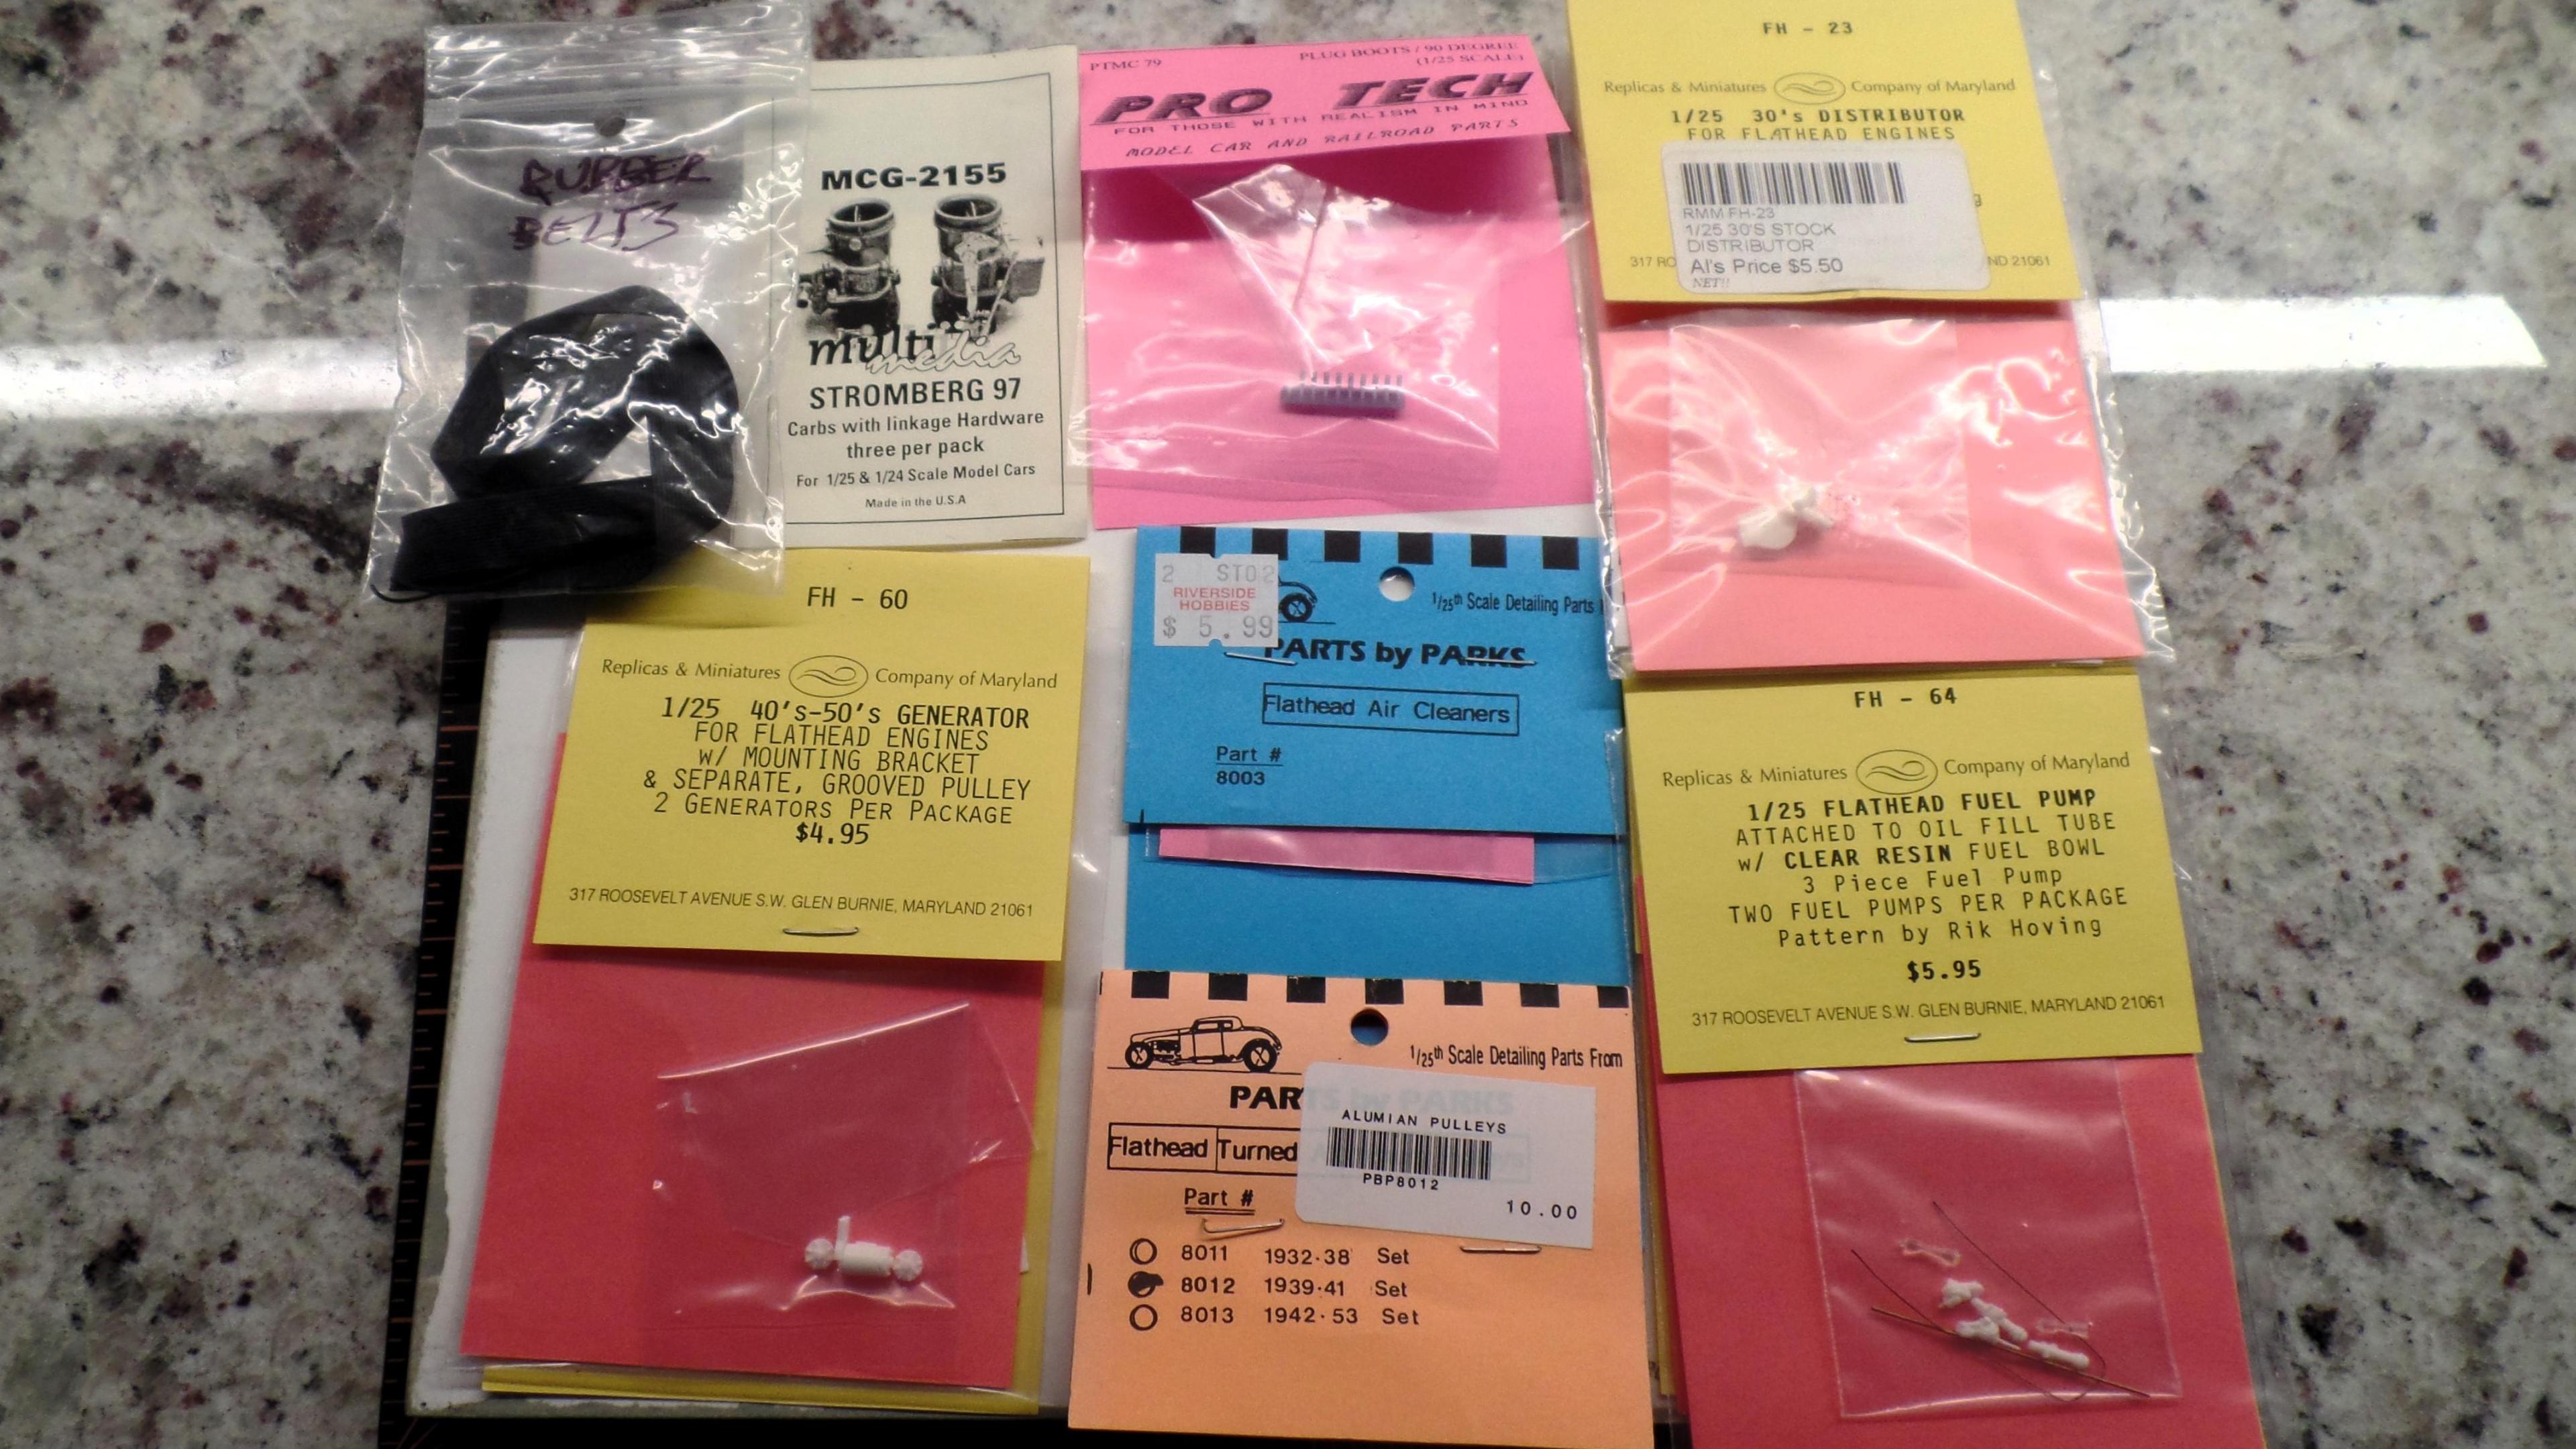 RUBBER
BELTS
MCG-2155
multi
media
STROMBERG 97
Carbs with linkage Hardware
three per pack
For 1/25 & 1/24 Scale Model Cars
Made in the U.S.A
PTMC 79
PLUG BOOTS / 90 DEGREE
(1/25 SCALE)
PRO TECH
FOR THOSE WITH REALISM IN MIND
MODEL CAR AND RAILROAD PARTS
FH - 23
Replicas & Miniatures Company of Maryland
1/25 30's DISTRIBUTOR
FOR FLATHEAD ENGINES
RMM FH-23
1/25 30'S STOCK
DISTRIBUTOR
Al's Price $5.50
NET!!
317 RO ND 21061
FH - 60
Replicas & Miniatures Company of Maryland
1/25 40's-50's GENERATOR
FOR FLATHEAD ENGINES
w/ MOUNTING BRACKET
& SEPARATE, GROOVED PULLEY
2 GENERATORS PER PACKAGE
$4.95
317 ROOSEVELT AVENUE S.W. GLEN BURNIE, MARYLAND 21061
2 STO2
RIVERSIDE
HOBBIES
$ 5.99
1/25th Scale Detailing Parts
PARTS by PARKS
Flathead Air Cleaners
Part #
8003
FH - 64
Replicas & Miniatures Company of Maryland
1/25 FLATHEAD FUEL PUMP
ATTACHED TO OIL FILL TUBE
w/ CLEAR RESIN FUEL BOWL
3 Piece Fuel Pump
TWO FUEL PUMPS PER PACKAGE
Pattern by Rik Hoving
$5.95
317 ROOSEVELT AVENUE S.W. GLEN BURNIE, MARYLAND 21061
1/25th Scale Detailing Parts From
PARTS by PARKS
Flathead Turned
ALUMIAN PULLEYS
PBP8012
10.00
Part #
8011 1932-38 Set
8012 1939-41 Set
8013 1942-53 Set